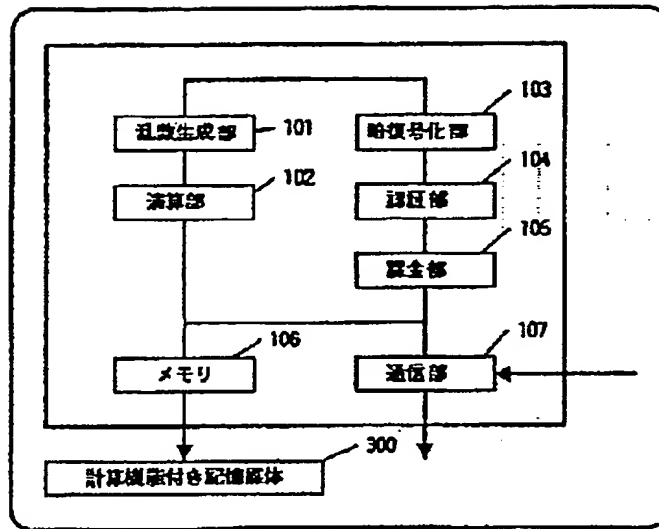 103
乱数生成部
101
暗復号化部
104
102
演算部
認証部
105
課金部
106
107
メモリ
通信部
300
計算機能付き記憶媒体